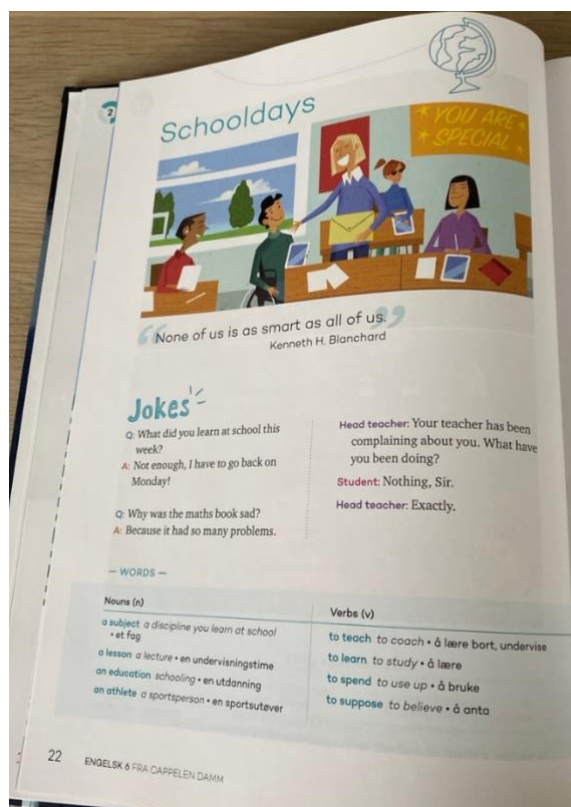 2
Schooldays
★ YOU ARE ★
★ SPECIAL ★
“None of us is as smart as all of us.”
Kenneth H. Blanchard
Jokes
Q: What did you learn at school this
week?
A: Not enough, I have to go back on
Monday!
Q: Why was the maths book sad?
A: Because it had so many problems.
Head teacher: Your teacher has been
complaining about you. What have
you been doing?
Student: Nothing, Sir.
Head teacher: Exactly.
— WORDS —
Nouns (n)
a subject a discipline you learn at school
• et fag
a lesson a lecture • en undervisningstime
an education schooling • en utdanning
an athlete a sportsperson • en sportsutøver
Verbs (v)
to teach to coach • å lære bort, undervise
to learn to study • å lære
to spend to use up • å bruke
to suppose to believe • å anta
22
ENGELSK 6 FRA CAPPELEN DAMM